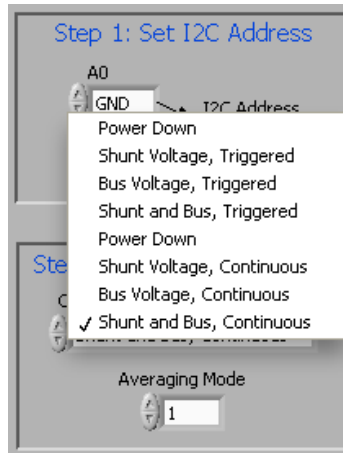 Step 1: Set I2C Address
A0
GND
I2C Address
Power Down
Shunt Voltage, Triggered
Bus Voltage, Triggered
Shunt and Bus, Triggered
Power Down
Shunt Voltage, Continuous
Ste
Bus Voltage, Continuous
✓ Shunt and Bus, Continuous
Averaging Mode
1